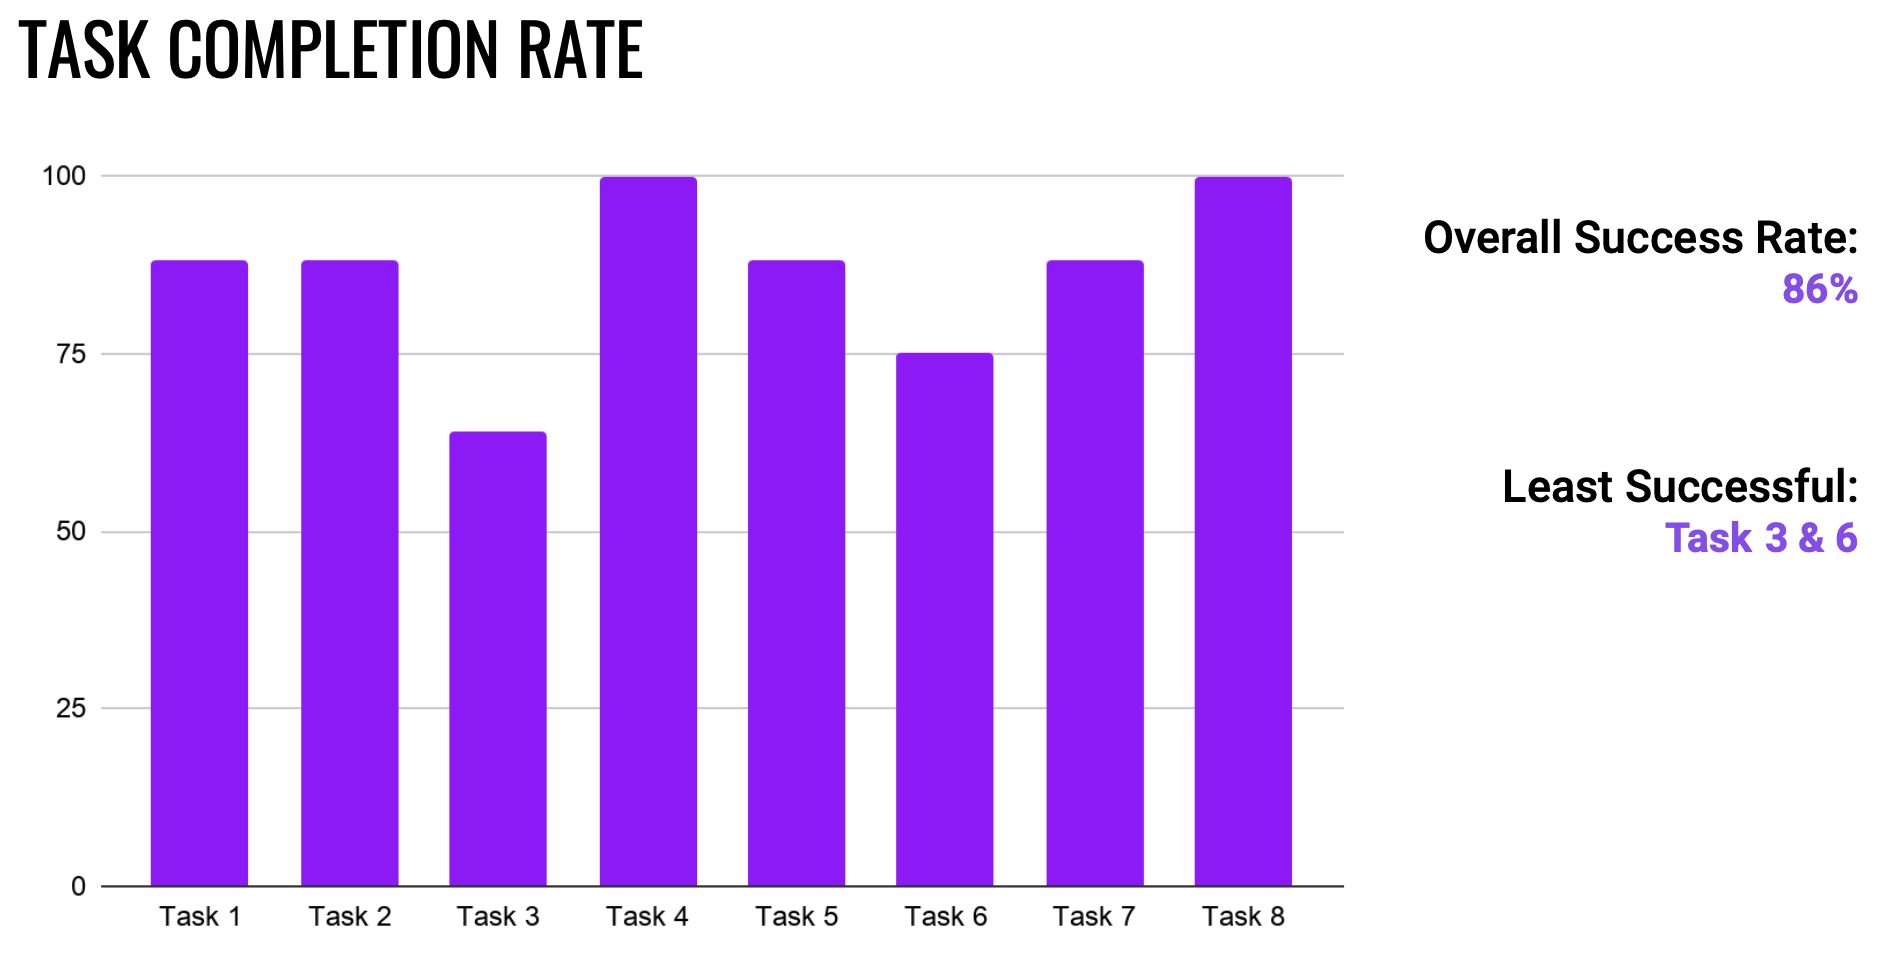 TASK COMPLETION RATE
100
75
50
25
0
Task 1
Task 2
Task 3
Task 4
Task 5
Task 6
Task 7
Task 8
Overall Success Rate:
86%
Least Successful:
Task 3 & 6